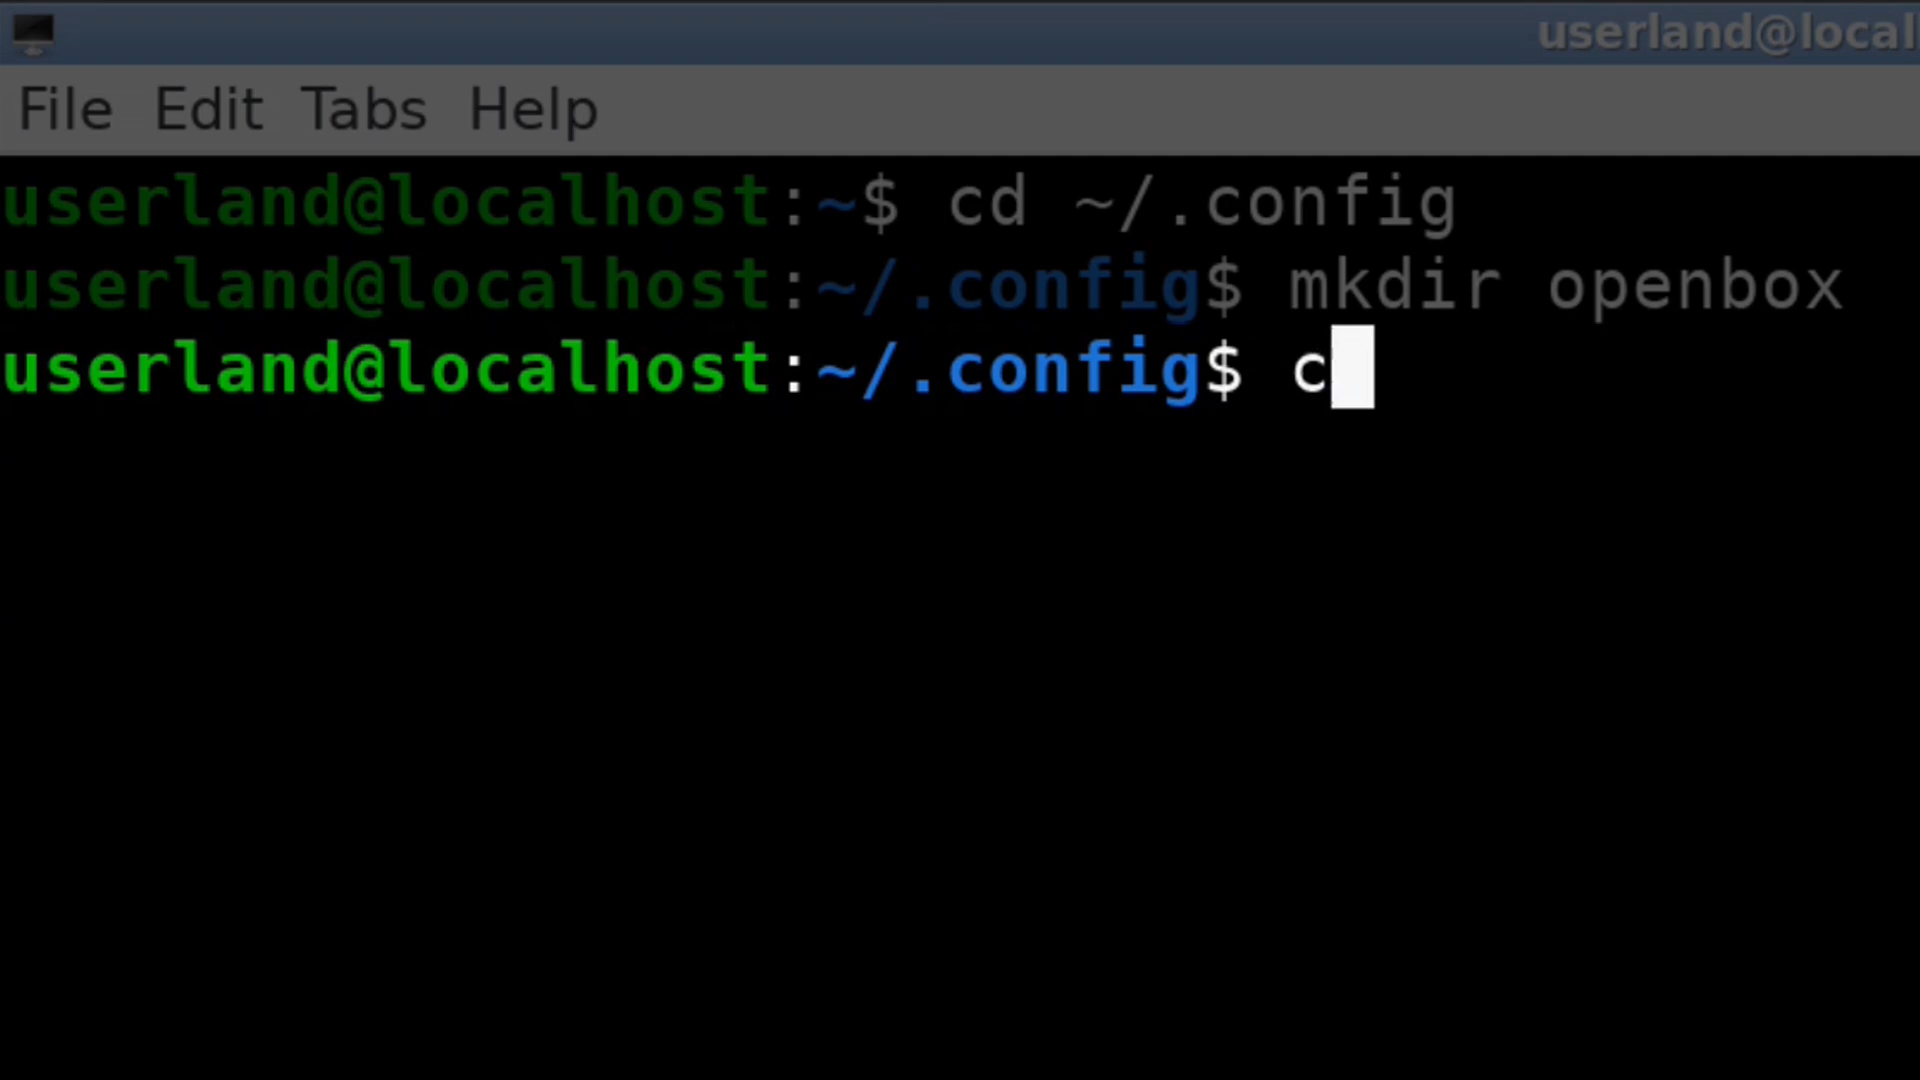 userland@local
File Edit Tabs Help
userland@localhost:~$ cd ~/.config
userland@localhost:~/.config$ mkdir openbox
userland@localhost:~/.config$ c